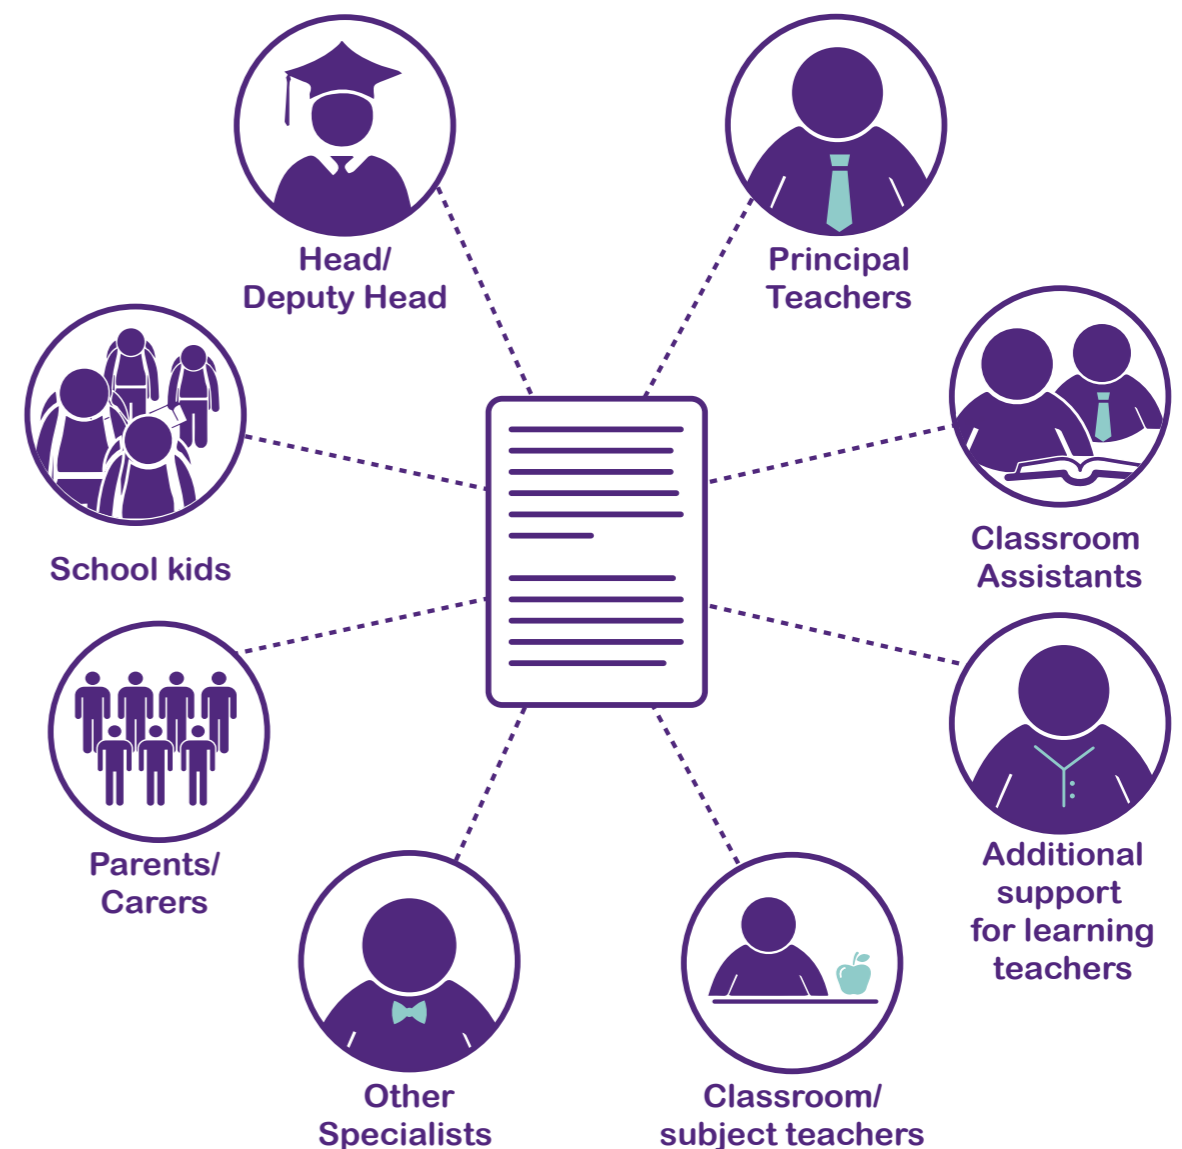 Head/
Deputy Head
Principal
Teachers
School kids
Classroom
Assistants
Parents/
Carers
Additional
support
for learning
teachers
Other
Specialists
Classroom/
subject teachers